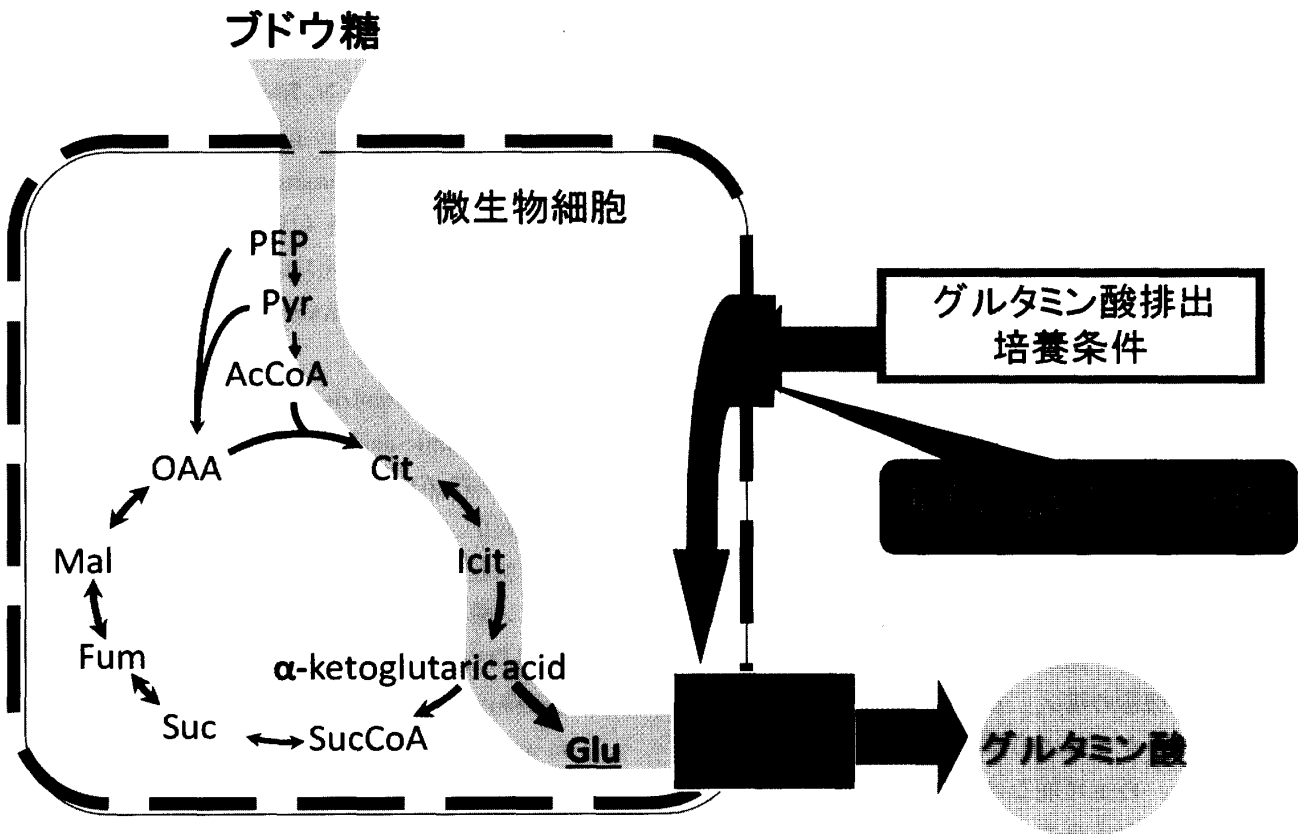 ブドウ糖
微生物細胞
PEP
Pyr
AcCoA
OAA
Cit
Mal
Icit
Fum
α-ketoglutaric acid
Suc
SucCoA
Glu
グルタミン酸排出
培養条件
グルタミン酸